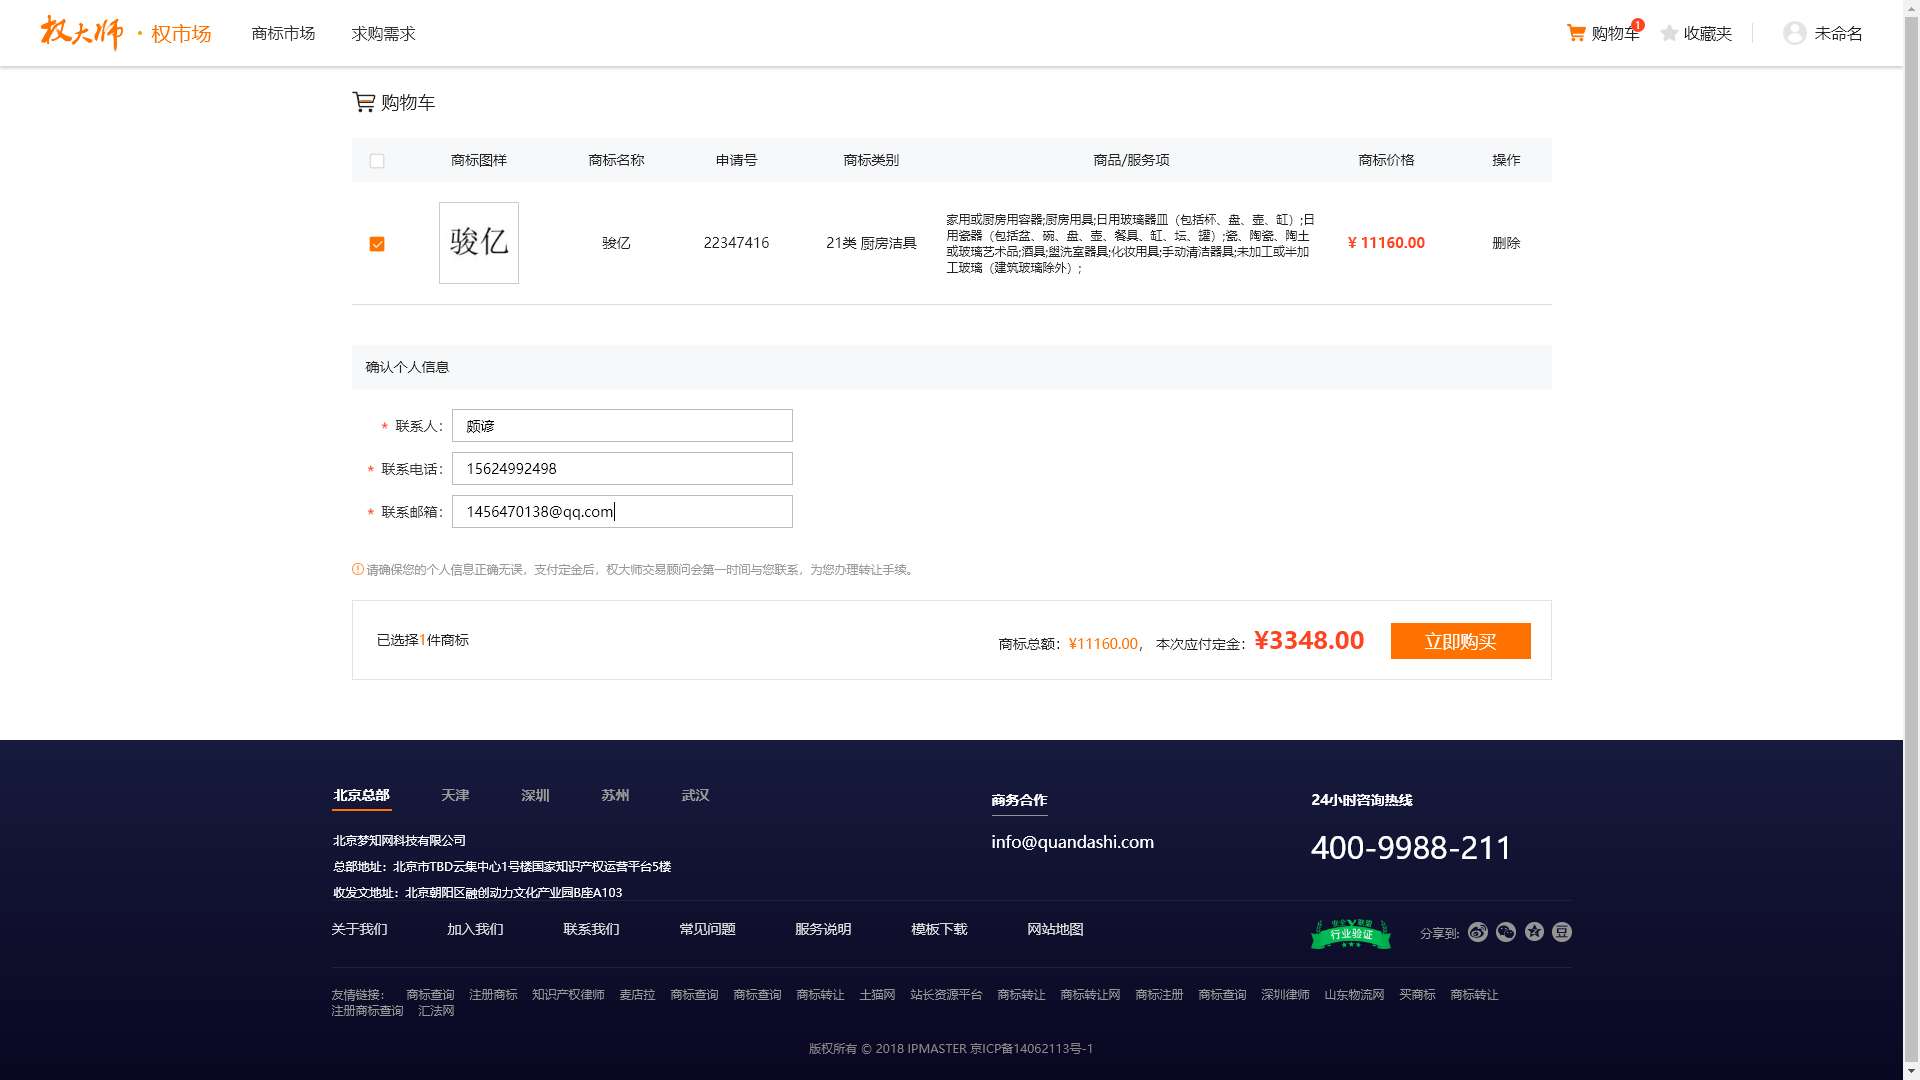 权大师 · 权市场 商标市场 求购需求 购物车 1 收藏夹 未命名
购物车
商标图样 商标名称 申请号 商标类别 商品/服务项 商标价格 操作
骏亿 骏亿 22347416 21类 厨房洁具 ¥ 11160.00 删除
家用或厨房用容器;厨房用具;日用玻璃器皿（包括杯、盘、壶、缸）;日
用瓷器（包括盆、碗、盘、壶、餐具、缸、坛、罐）;瓷、陶瓷、陶土
或玻璃艺术品;酒具;盥洗室器具;化妆用具;手动清洁器具;未加工或半加
工玻璃（建筑玻璃除外）;
确认个人信息
* 联系人： 颇谚
* 联系电话： 15624992498
* 联系邮箱： 1456470138@qq.com
请确保您的个人信息正确无误，支付定金后，权大师交易顾问会第一时间与您联系，为您办理转让手续。
已选择1件商标 商标总额：¥11160.00， 本次应付定金：¥3348.00 立即购买
北京总部 天津 深圳 苏州 武汉
北京梦知网科技有限公司
总部地址：北京市TBD云集中心1号楼国家知识产权运营平台5楼
收发文地址：北京朝阳区融创动力文化产业园B座A103
商务合作
info@quandashi.com
24小时咨询热线
400-9988-211
关于我们 加入我们 联系我们 常见问题 服务说明 模板下载 网站地图
安全V联盟
行业验证
分享到:
友情链接： 商标查询 注册商标 知识产权律师 麦店拉 商标查询 商标查询 商标转让 土猫网 站长资源平台 商标转让 商标转让网 商标注册 商标查询 深圳律师 山东物流网 买商标 商标转让
注册商标查询 汇法网
版权所有 © 2018 IPMASTER 京ICP备14062113号-1